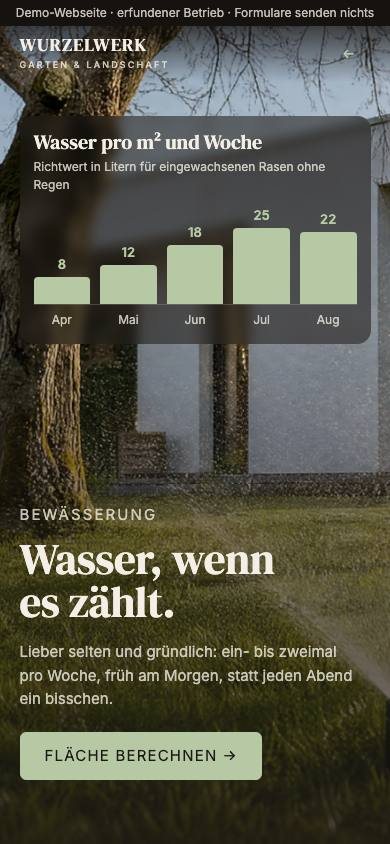 Demo-Webseite · erfundener Betrieb · Formulare senden nichts
WURZELWERK
GARTEN & LANDSCHAFT
←
Wasser pro m² und Woche
Richtwert in Litern für eingewachsenen Rasen ohne
Regen
8
12
18
25
22
Apr
Mai
Jun
Jul
Aug
BEWÄSSERUNG
Wasser, wenn
es zählt.
Lieber selten und gründlich: ein- bis zweimal
pro Woche, früh am Morgen, statt jeden Abend
ein bisschen.
FLÄCHE BERECHNEN →